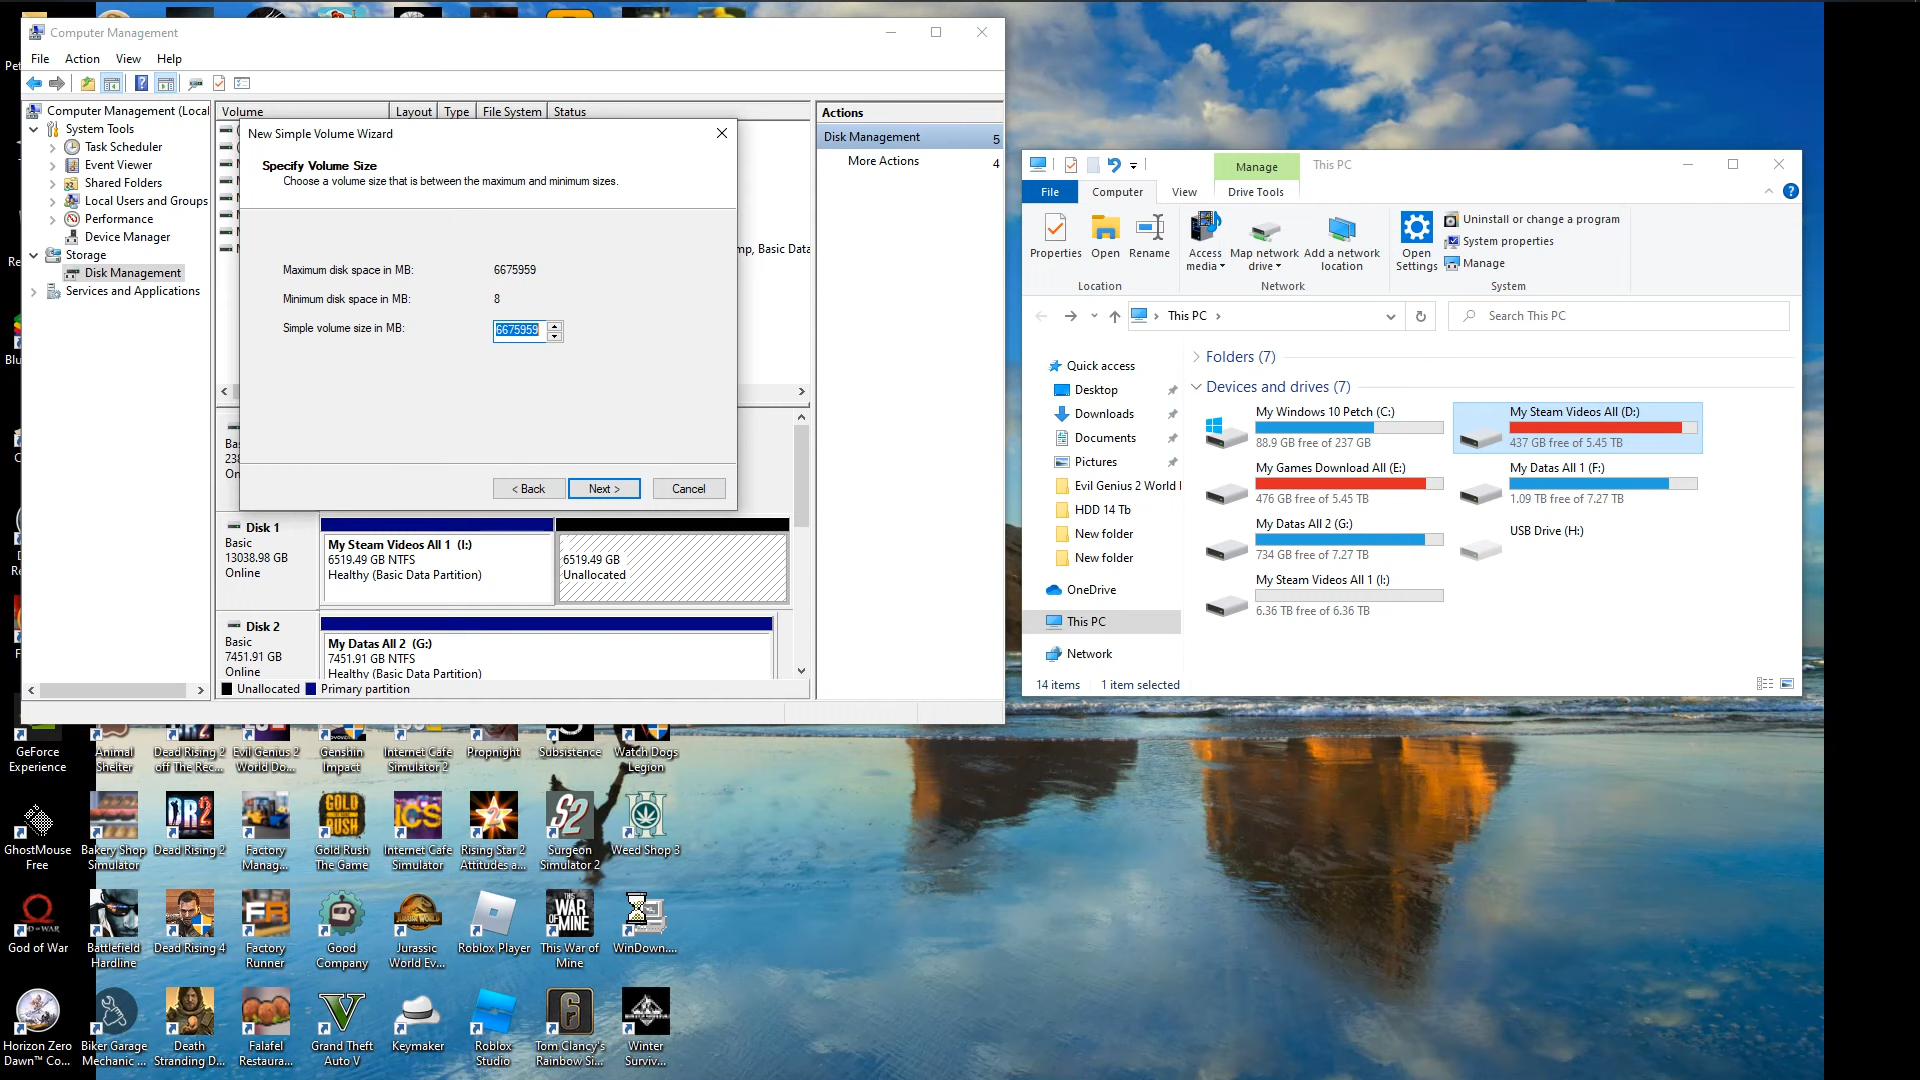 Computer Management
File Action View Help
Computer Management (Local
System Tools
Task Scheduler
Event Viewer
Shared Folders
Local Users and Groups
Performance
Device Manager
Storage
Disk Management
Services and Applications
Volume Layout Type File System Status
mp, Basic Data
New Simple Volume Wizard
Specify Volume Size
Choose a volume size that is between the maximum and minimum sizes.
Maximum disk space in MB: 6675959
Minimum disk space in MB: 8
Simple volume size in MB: 6675959
< Back Next > Cancel
Disk 1
Basic
13038.98 GB
Online
My Steam Videos All 1 (I:)
6519.49 GB NTFS
Healthy (Basic Data Partition)
6519.49 GB
Unallocated
Disk 2
Basic
7451.91 GB
Online
My Datas All 2 (G:)
7451.91 GB NTFS
Healthy (Basic Data Partition)
Unallocated Primary partition
Actions
Disk Management 5
More Actions 4
Manage This PC
File Computer View Drive Tools
Properties
Open
Rename
Location
Access media
Map network drive
Add a network location
Network
Open Settings
Uninstall or change a program
System properties
Manage
System
This PC
Search This PC
Quick access
Desktop
Downloads
Documents
Pictures
Evil Genius 2 World
HDD 14 Tb
New folder
New folder
OneDrive
This PC
Network
Folders (7)
Devices and drives (7)
My Windows 10 Petch (C:)
88.9 GB free of 237 GB
My Steam Videos All (D:)
437 GB free of 5.45 TB
My Games Download All (E:)
476 GB free of 5.45 TB
My Datas All 1 (F:)
1.09 TB free of 7.27 TB
My Datas All 2 (G:)
734 GB free of 7.27 TB
USB Drive (H:)
My Steam Videos All 1 (I:)
6.36 TB free of 6.36 TB
14 items 1 item selected
GeForce Experience
Animal Shelter
Dead Rising 2 off The Rec...
Evil Genius 2 World Do...
Genshin Impact
Internet Cafe Simulator 2
Propnight
Subsistence
Watch Dogs Legion
GhostMouse Free
Bakery Shop Simulator
Dead Rising 2
Factory Manag...
Gold Rush The Game
Internet Cafe Simulator
Rising Star 2 Attitudes a...
Surgeon Simulator 2
Weed Shop 3
God of War
Battlefield Hardline
Dead Rising 4
Factory Runner
Good Company
Jurassic World Ev...
Roblox Player
This War of Mine
WinDown....
Horizon Zero Dawn™ Co...
Biker Garage Mechanic ...
Death Stranding D...
Falafel Restaura...
Grand Theft Auto V
Keymaker
Roblox Studio
Tom Clancy's Rainbow Si...
Winter Surviv...